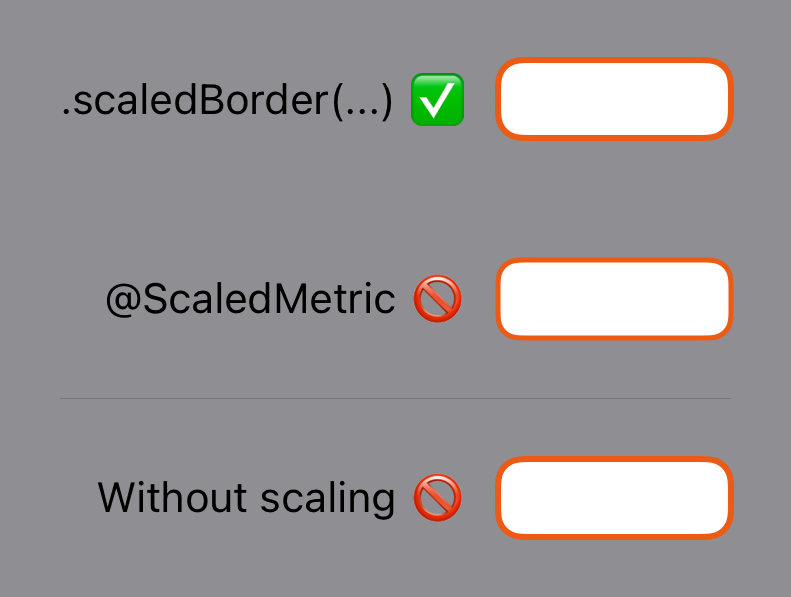 .scaledBorder(...) ✅
@ScaledMetric 🚫
Without scaling 🚫